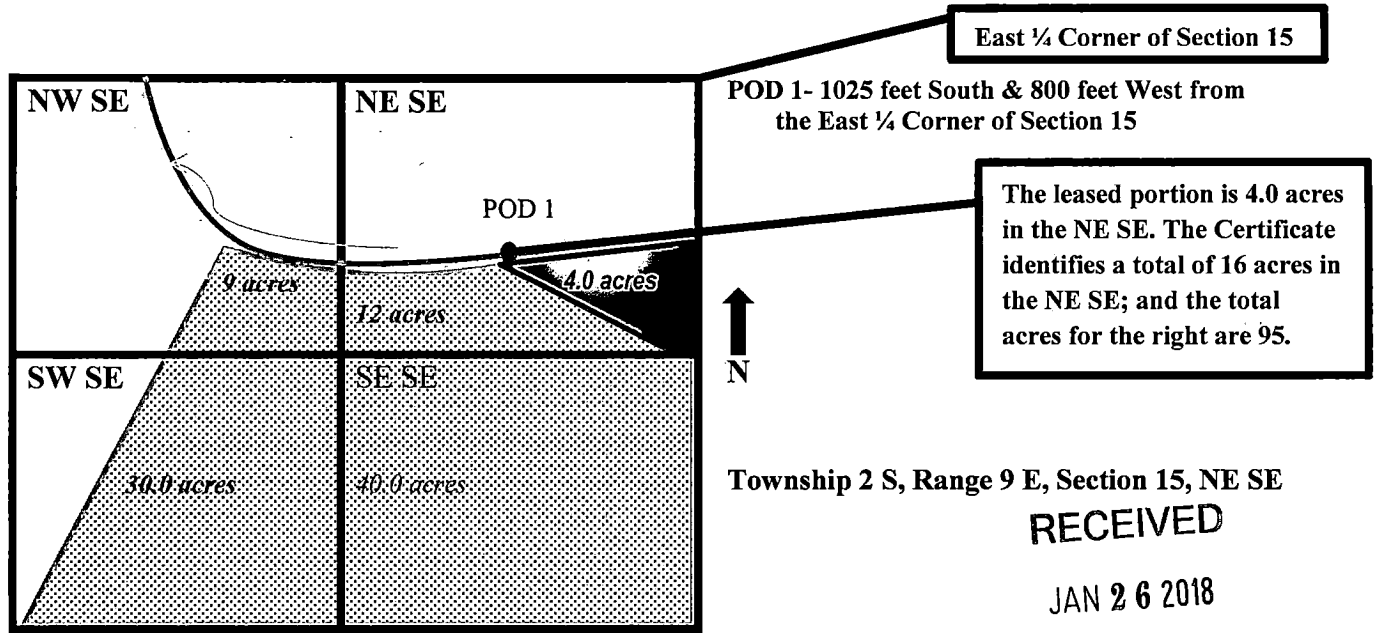 East ¼ Corner of Section 15
NW SE
NE SE
POD 1- 1025 feet South & 800 feet West from
the East ¼ Corner of Section 15
POD 1
The leased portion is 4.0 acres
in the NE SE. The Certificate
identifies a total of 16 acres in
the NE SE; and the total
acres for the right are 95.
9 acres
4.0 acres
12 acres
N
SW SE
SE SE
30.0 acres
40.0 acres
Township 2 S, Range 9 E, Section 15, NE SE
RECEIVED
JAN 26 2018